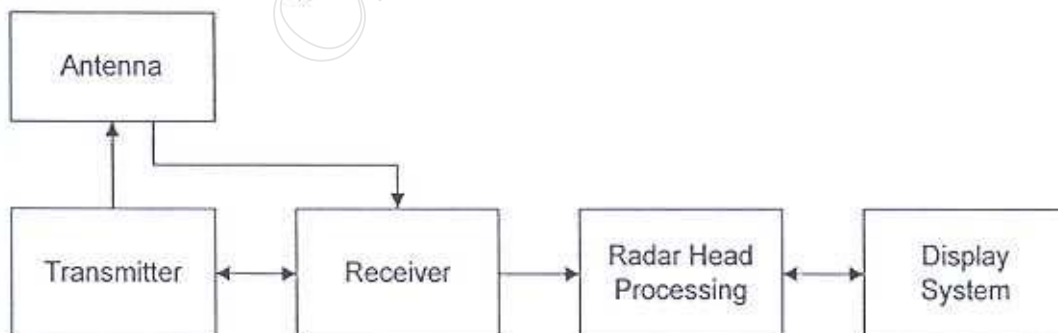 Antenna
Transmitter
Receiver
Radar Head
Processing
Display
System